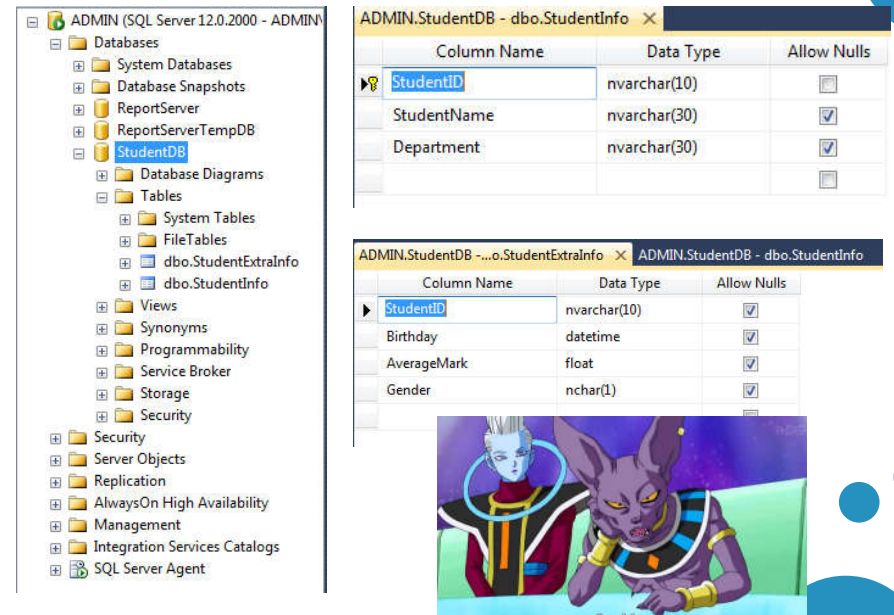 ADMIN (SQL Server 12.0.2000 - ADMIN\
Databases
System Databases
Database Snapshots
ReportServer
ReportServerTempDB
StudentDB
Database Diagrams
Tables
System Tables
FileTables
dbo.StudentExtraInfo
dbo.StudentInfo
Views
Synonyms
Programmability
Service Broker
Storage
Security
Security
Server Objects
Replication
AlwaysOn High Availability
Management
Integration Services Catalogs
SQL Server Agent
ADMIN.StudentDB - dbo.StudentInfo
Column Name Data Type Allow Nulls
StudentID nvarchar(10)
StudentName nvarchar(30)
Department nvarchar(30)
ADMIN.StudentDB -...o.StudentExtraInfo ADMIN.StudentDB - dbo.StudentInfo
Column Name Data Type Allow Nulls
StudentID nvarchar(10)
Birthday datetime
AverageMark float
Gender nchar(1)